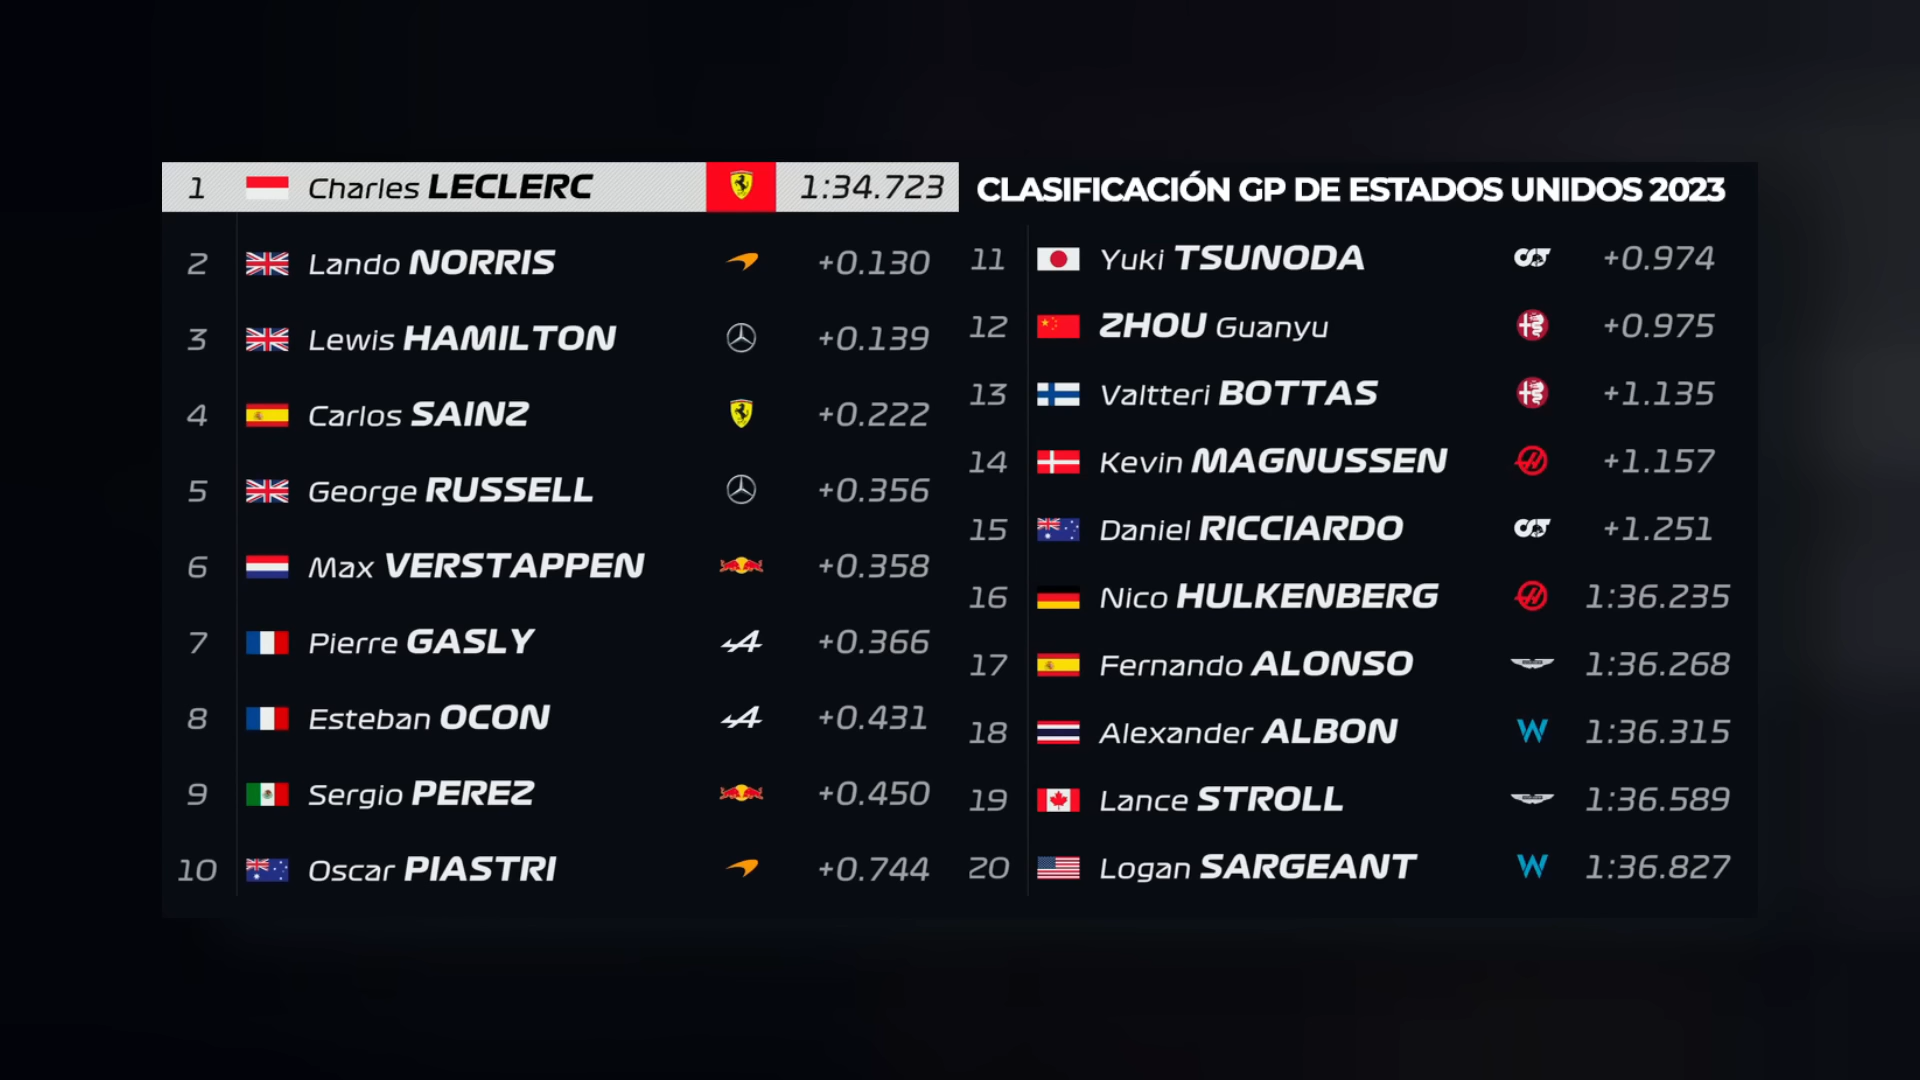 1 Charles LECLERC 1:34.723
2 Lando NORRIS +0.130
3 Lewis HAMILTON +0.139
4 Carlos SAINZ +0.222
5 George RUSSELL +0.356
6 Max VERSTAPPEN +0.358
7 Pierre GASLY +0.366
8 Esteban OCON +0.431
9 Sergio PEREZ +0.450
10 Oscar PIASTRI +0.744
CLASIFICACIÓN GP DE ESTADOS UNIDOS 2023
11 Yuki TSUNODA +0.974
12 ZHOU Guanyu +0.975
13 Valtteri BOTTAS +1.135
14 Kevin MAGNUSSEN +1.157
15 Daniel RICCIARDO +1.251
16 Nico HULKENBERG 1:36.235
17 Fernando ALONSO 1:36.268
18 Alexander ALBON 1:36.315
19 Lance STROLL 1:36.589
20 Logan SARGEANT 1:36.827